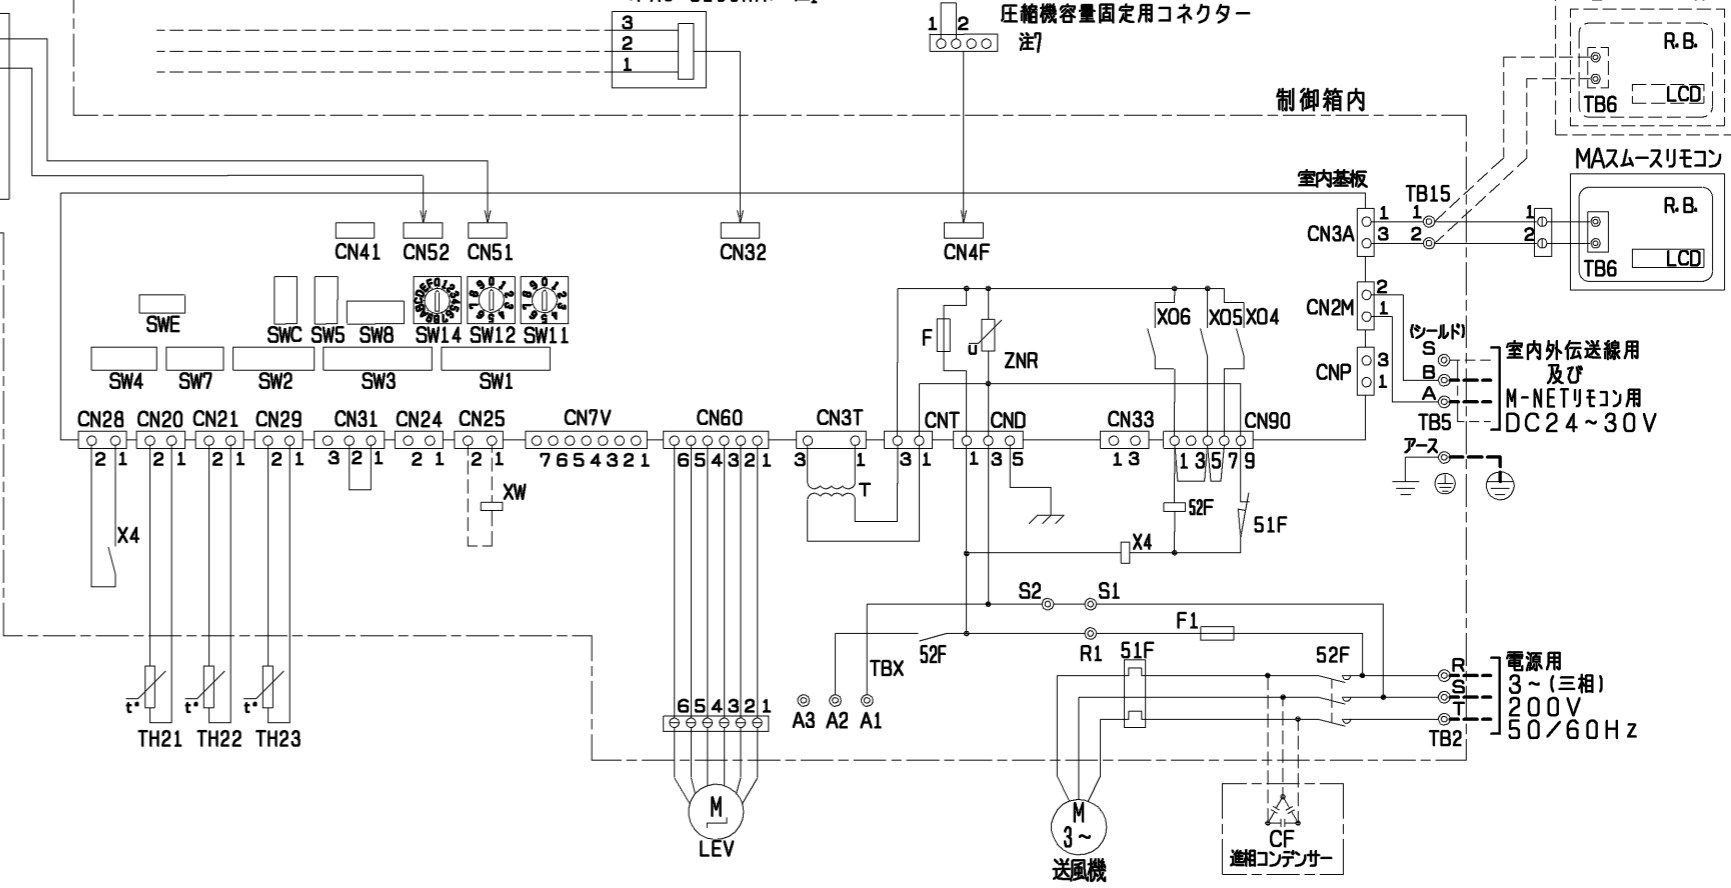 圧縮機容量固定用コネクター
1 2
注7
3
2
1
制御箱内
R.B.
LCD
TB6
MAスムースリモコン
R.B.
LCD
TB6
室内基板
TB15
CN3A
1 1 1
3 2 2
CN41 CN52 CN51 CN32 CN4F
CN2M
2
1
SWE SWC SW5 SW8 SW14 SW12 SW11
F u ZNR X06 X05 X04
CNP
3
1
(シールド)
S
B
A
TB5
室内外伝送線用
及び
M-NETリモコン用
DC24~30V
アース
SW4 SW7 SW2 SW3 SW1
CN28 CN20 CN21 CN29 CN31 CN24 CN25 CN7V CN60 CN3T CNT CND CN33 CN90
2 1 2 1 2 1 2 1 3 2 1 2 1 2 1 7 6 5 4 3 2 1 6 5 4 3 2 1 3 1 3 1 1 3 5 1 3 1 3 5 7 9
XW T 52F 51F
X4 X4
S2 S1
F1
52F R1 51F 52F
TBX
A3 A2 A1
R
S
T
TB2
電源用
3~(三相)
200V
50/60Hz
t° t° t°
TH21 TH22 TH23
6 5 4 3 2 1
M
LEV
M
3~
送風機
CF
進相コンデンサー